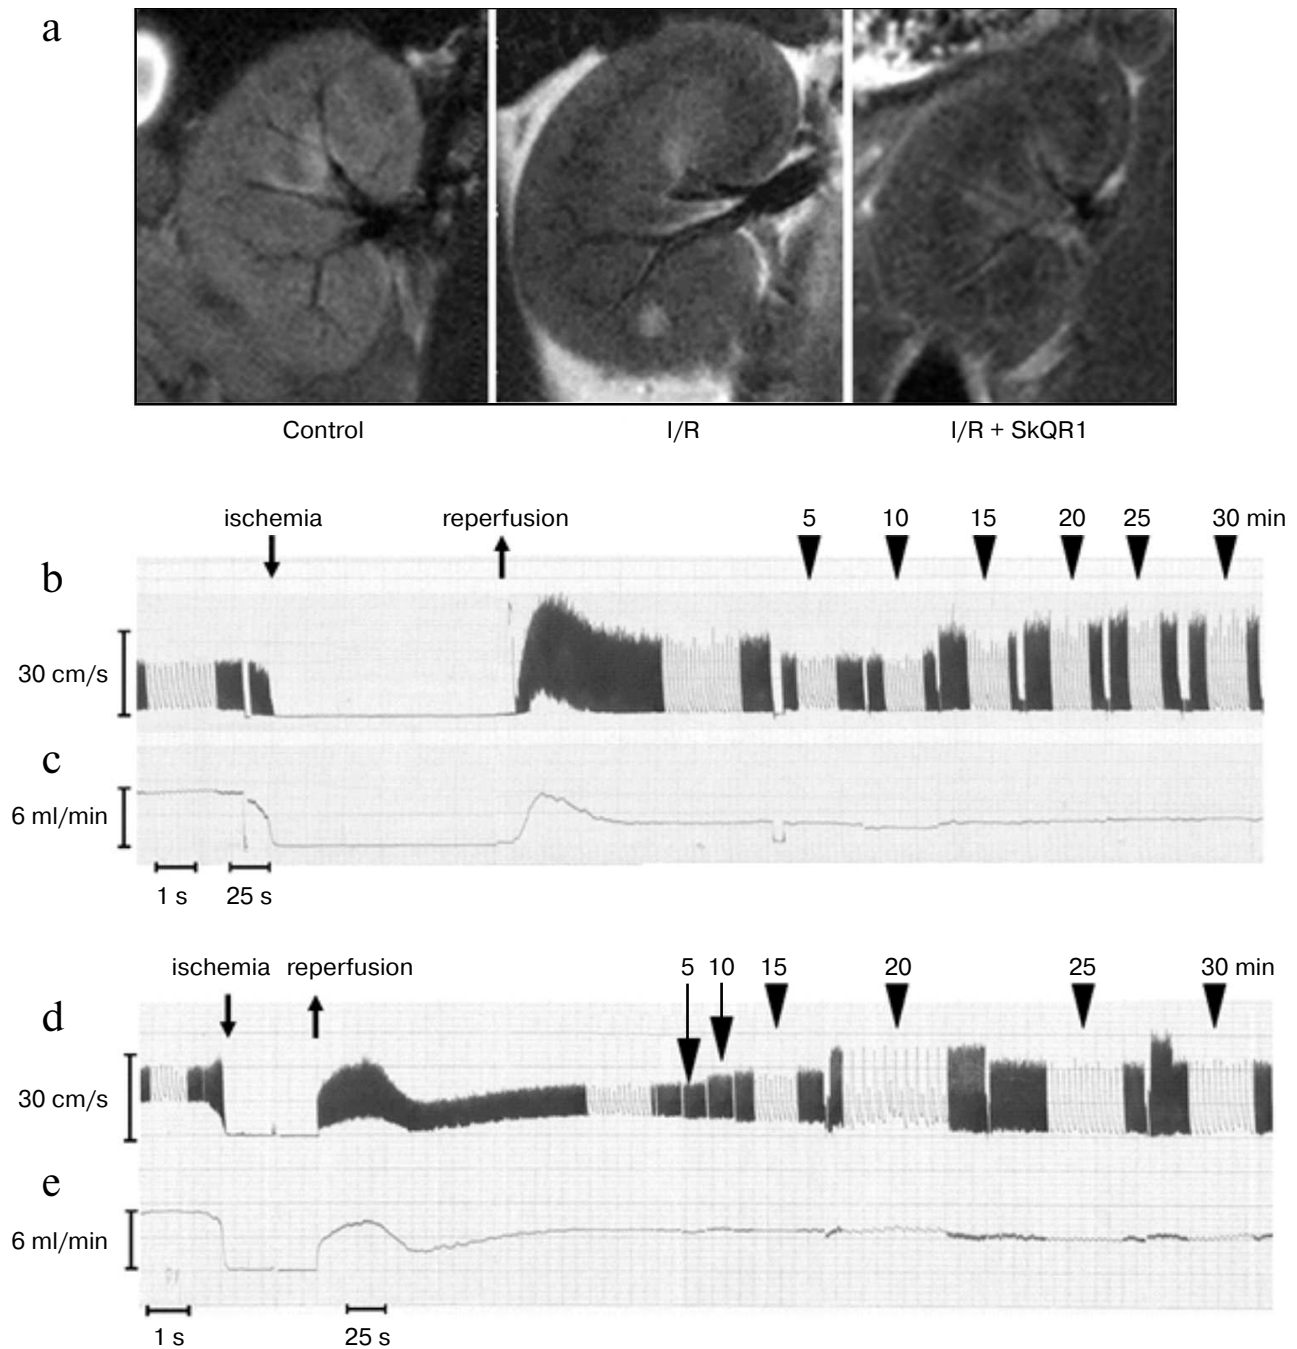 a
Control
I/R
I/R + SkQR1
ischemia
reperfusion
5
10
15
20
25
30 min
b
30 cm/s
c
6 ml/min
1 s
25 s
ischemia
reperfusion
5
10
15
20
25
30 min
d
30 cm/s
e
6 ml/min
1 s
25 s